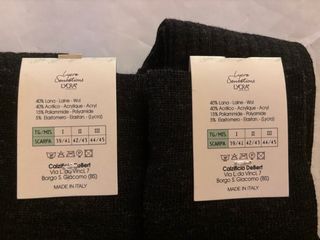 Lycra
Sensations
LYCRA
40% Lana - Laine - Wol
40% Acrilico - Acrylique - Acryl
15% Poliammide - Polyamide
5% Elastomero - Elastan - (Lycra)
TG/MIS. I II III
SCARPA 39/41 42/43 44/45
Calzificio Dellert
Via L. da Vinci, 7
Borgo S. Giacomo (BS)
MADE IN ITALY
Lycra
Sensations
LYCRA
40% Lana - Laine - Wol
40% Acrilico - Acrylique - Acryl
15% Poliammide - Polyamide
5% Elastomero - Elastan - (Lycra)
TG/MIS. I II III
SCARPA 39/41 42/43 44/45
Calzificio Dellert
Via L. da Vinci, 7
Borgo S. Giacomo (BS)
MADE IN ITALY